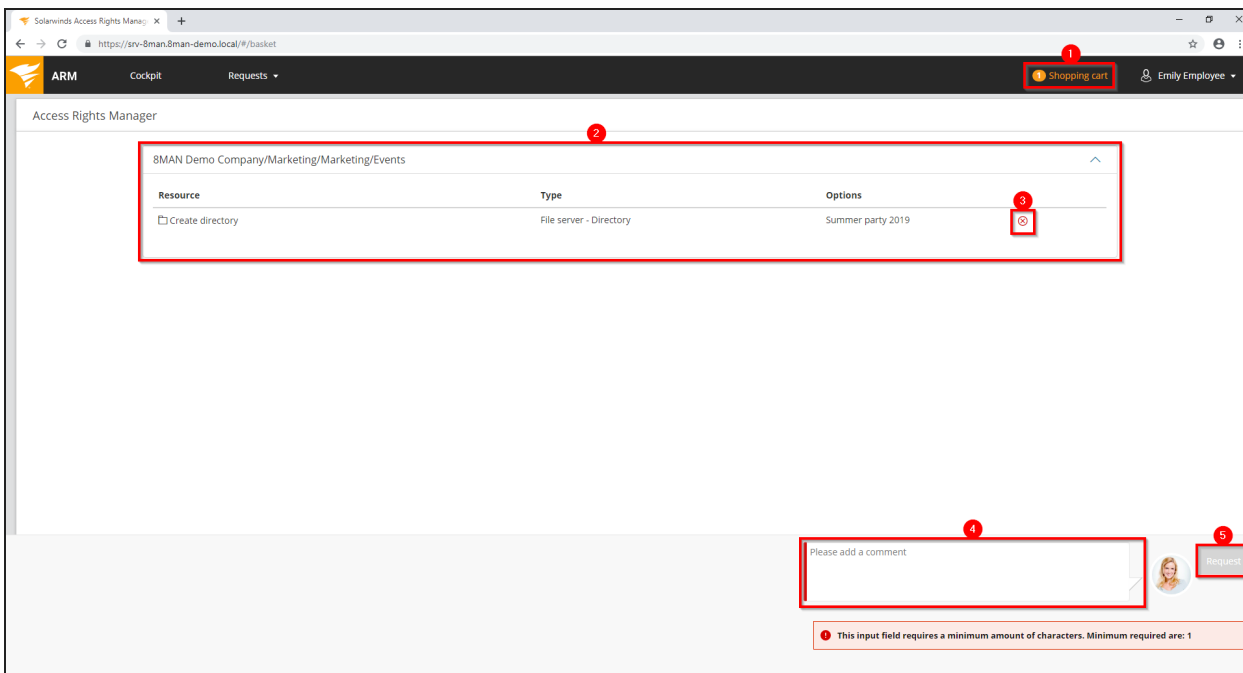 Solarwinds Access Rights Manag
https://srv-8man.8man-demo.local/#/basket
1
ARM Cockpit Requests 1 Shopping cart Emily Employee
Access Rights Manager
2
8MAN Demo Company/Marketing/Marketing/Events
Resource Type Options
3
Create directory File server - Directory Summer party 2019
4
5
Please add a comment
Request
This input field requires a minimum amount of characters. Minimum required are: 1